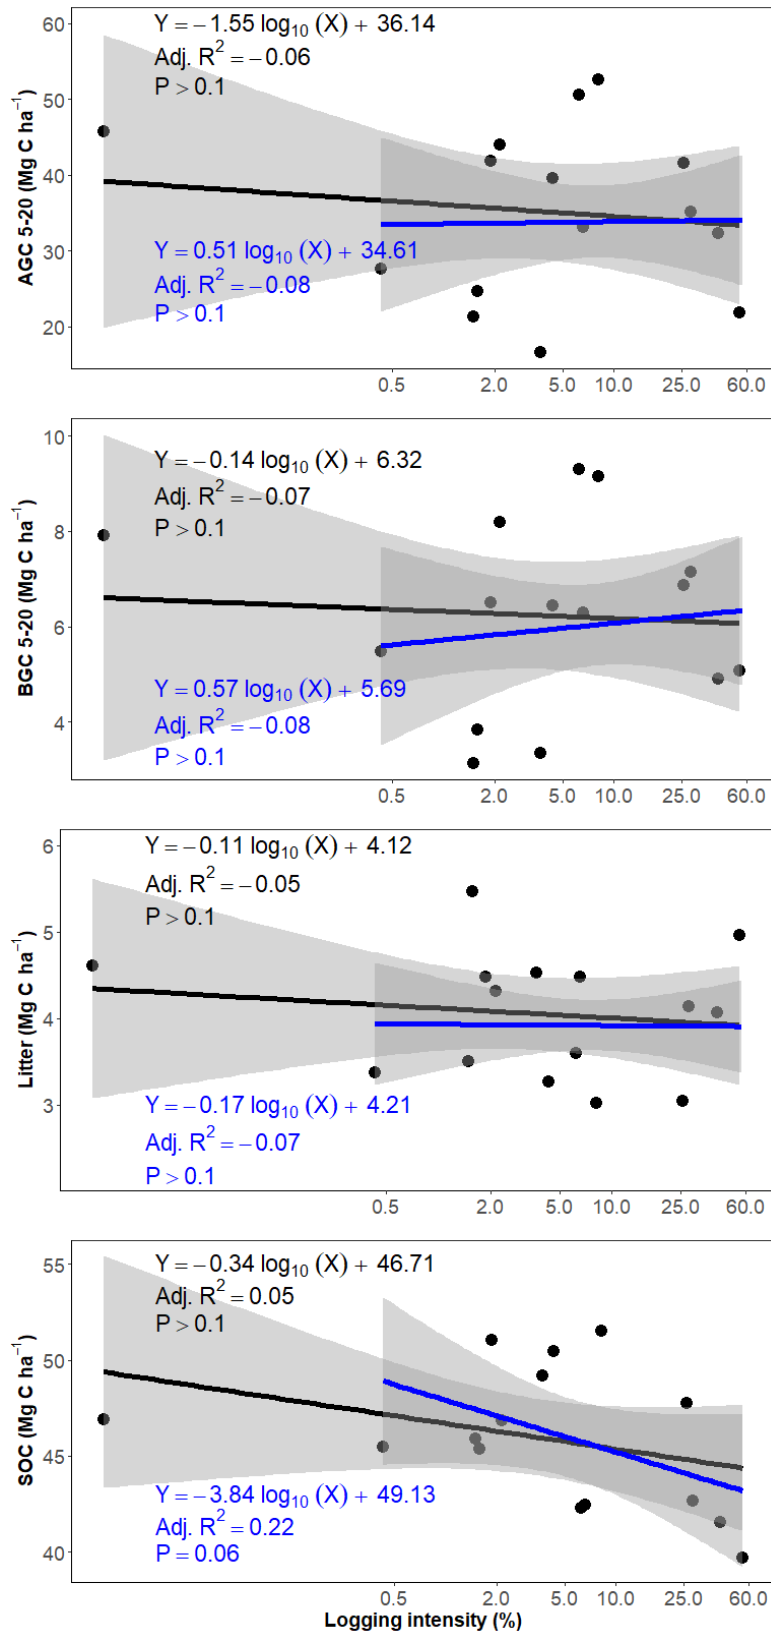 Y = −1.55 log₁₀ (X) + 36.14
Adj. R² = −0.06
P > 0.1
60
50
40
30
20
AGC 5-20 (Mg C ha⁻¹)
Y = 0.51 log₁₀ (X) + 34.61
Adj. R² = −0.08
P > 0.1
0.5 2.0 5.0 10.0 25.0 60.0
Y = −0.14 log₁₀ (X) + 6.32
Adj. R² = −0.07
P > 0.1
10
8
6
4
BGC 5-20 (Mg C ha⁻¹)
Y = 0.57 log₁₀ (X) + 5.69
Adj. R² = −0.08
P > 0.1
0.5 2.0 5.0 10.0 25.0 60.0
Y = −0.11 log₁₀ (X) + 4.12
Adj. R² = −0.05
P > 0.1
6
5
4
3
Litter (Mg C ha⁻¹)
Y = −0.17 log₁₀ (X) + 4.21
Adj. R² = −0.07
P > 0.1
0.5 2.0 5.0 10.0 25.0 60.0
Y = −0.34 log₁₀ (X) + 46.71
Adj. R² = 0.05
P > 0.1
55
50
45
40
SOC (Mg C ha⁻¹)
Y = −3.84 log₁₀ (X) + 49.13
Adj. R² = 0.22
P = 0.06
0.5 2.0 5.0 10.0 25.0 60.0
Logging intensity (%)